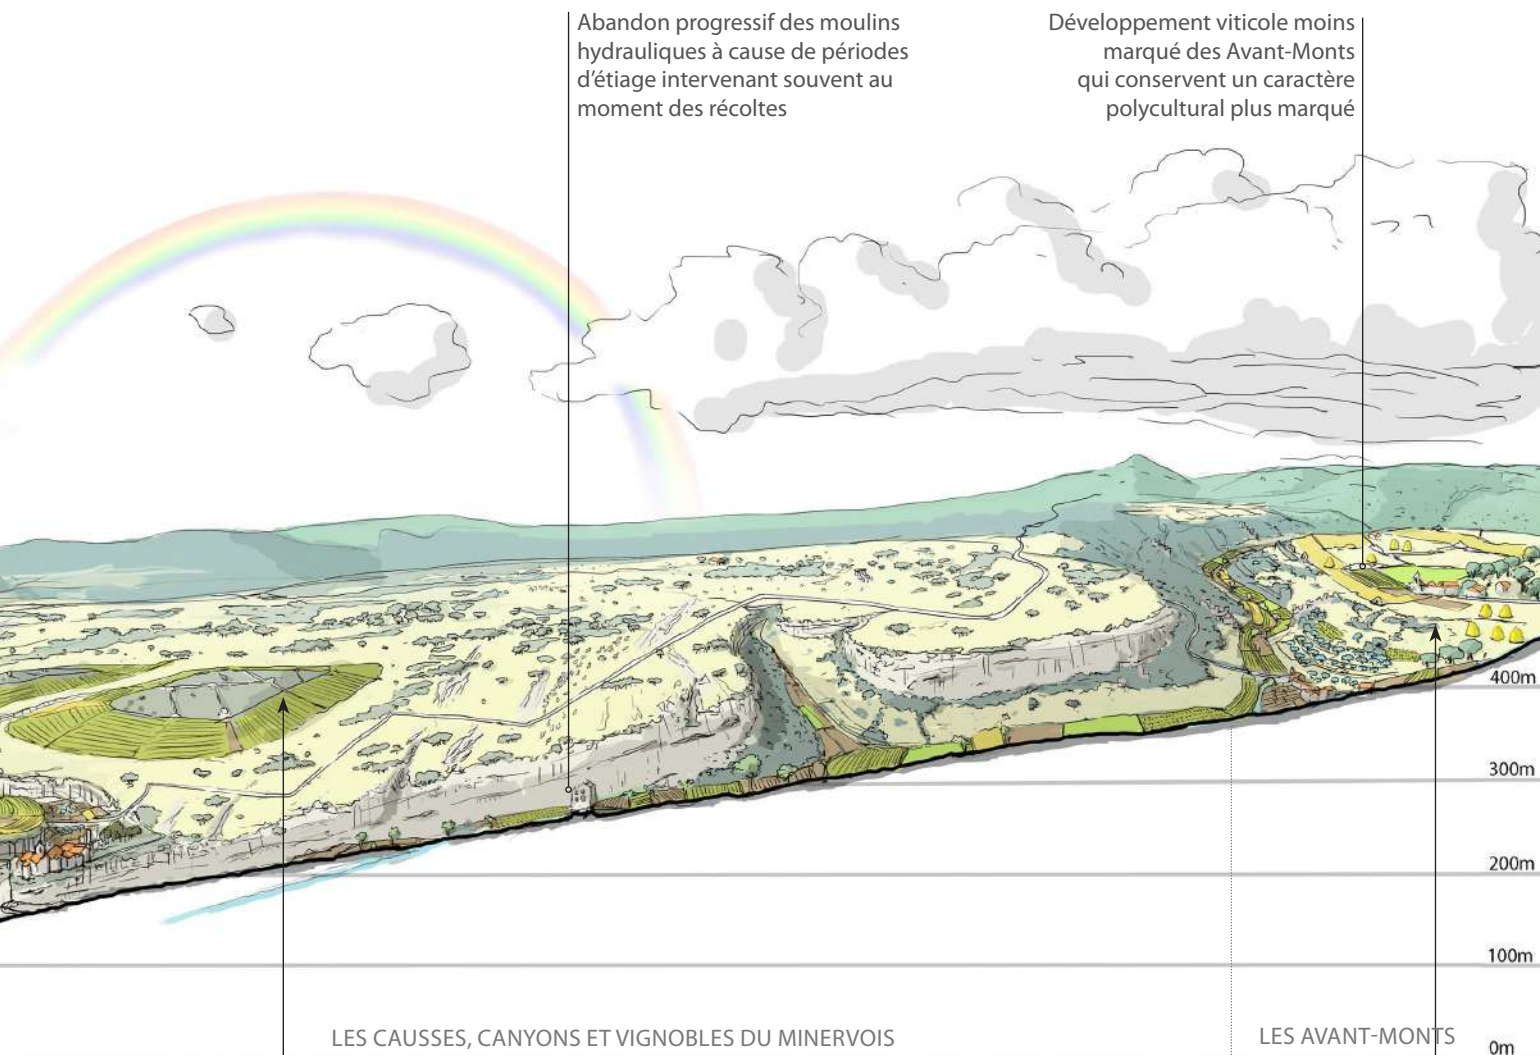 Abandon progressif des moulins
hydrauliques à cause de périodes
d'étiage intervenant souvent au
moment des récoltes
Développement viticole moins
marqué des Avant-Monts
qui conservent un caractère
polycultural plus marqué
400m
300m
200m
100m
0m
LES CAUSSES, CANYONS ET VIGNOBLES DU MINERVOIS
LES AVANT-MONTS